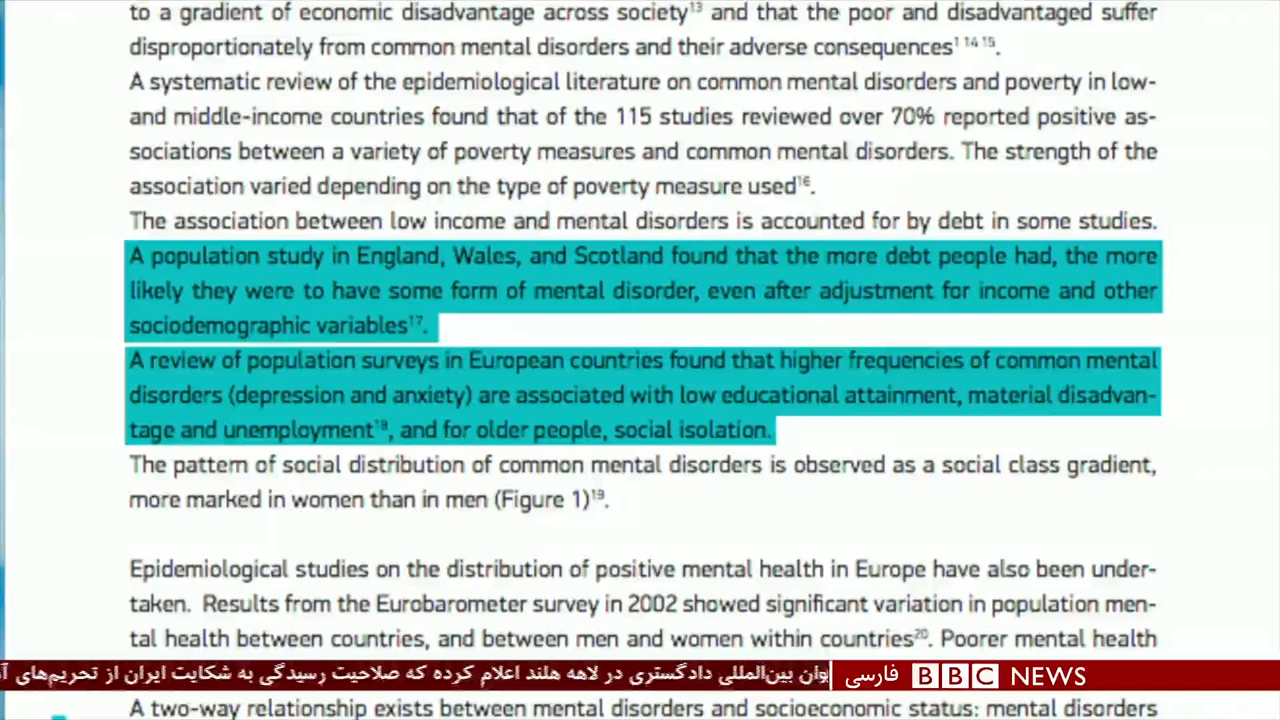 to a gradient of economic disadvantage across society¹³ and that the poor and disadvantaged suffer
disproportionately from common mental disorders and their adverse consequences¹ ¹⁴ ¹⁵.
A systematic review of the epidemiological literature on common mental disorders and poverty in low-
and middle-income countries found that of the 115 studies reviewed over 70% reported positive as-
sociations between a variety of poverty measures and common mental disorders. The strength of the
association varied depending on the type of poverty measure used¹⁶.
The association between low income and mental disorders is accounted for by debt in some studies.
A population study in England, Wales, and Scotland found that the more debt people had, the more
likely they were to have some form of mental disorder, even after adjustment for income and other
sociodemographic variables¹⁷.
A review of population surveys in European countries found that higher frequencies of common mental
disorders (depression and anxiety) are associated with low educational attainment, material disadvan-
tage and unemployment¹⁸, and for older people, social isolation.
The pattern of social distribution of common mental disorders is observed as a social class gradient,
more marked in women than in men (Figure 1)¹⁹.
Epidemiological studies on the distribution of positive mental health in Europe have also been under-
taken. Results from the Eurobarometer survey in 2002 showed significant variation in population men-
tal health between countries, and between men and women within countries²⁰. Poorer mental health
بین‌المللی دادگستری در لاهه هلند اعلام کرده که صلاحیت رسیدگی به شکایت ایران از تحریم‌های
BBC NEWS فارسی
A two-way relationship exists between mental disorders and socioeconomic status: mental disorders